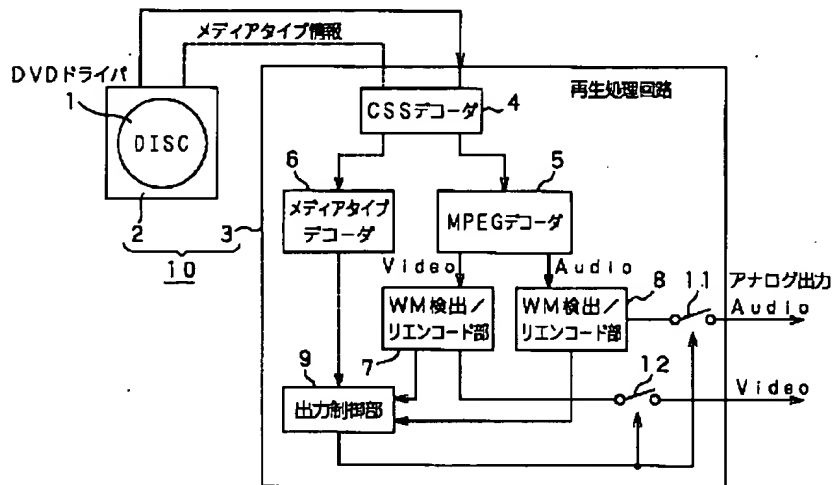 メディアタイプ情報
DVDドライバ
1
DISC
2
3
10
再生処理回路
CSSデコーダ
4
6
メディアタイプ
デコーダ
5
MPEGデコーダ
Video
Audio
WM検出/
リエンコード部
7
WM検出/
リエンコード部
8
11
アナログ出力
Audio
9
出力制御部
12
Video